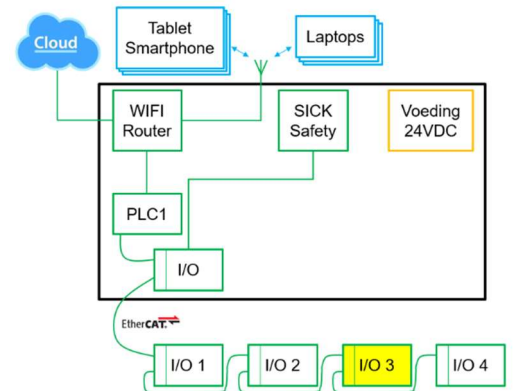 Cloud
Tablet
Smartphone
Laptops
WIFI
Router
SICK
Safety
Voeding
24VDC
PLC1
I/O
EtherCAT.
I/O 1
I/O 2
I/O 3
I/O 4